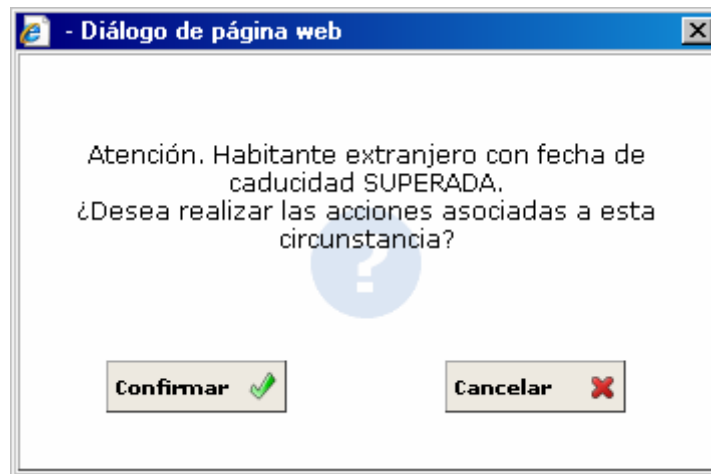 - Diálogo de página web
Atención. Habitante extranjero con fecha de
caducidad SUPERADA.
¿Desea realizar las acciones asociadas a esta
circunstancia?
Confirmar
Cancelar